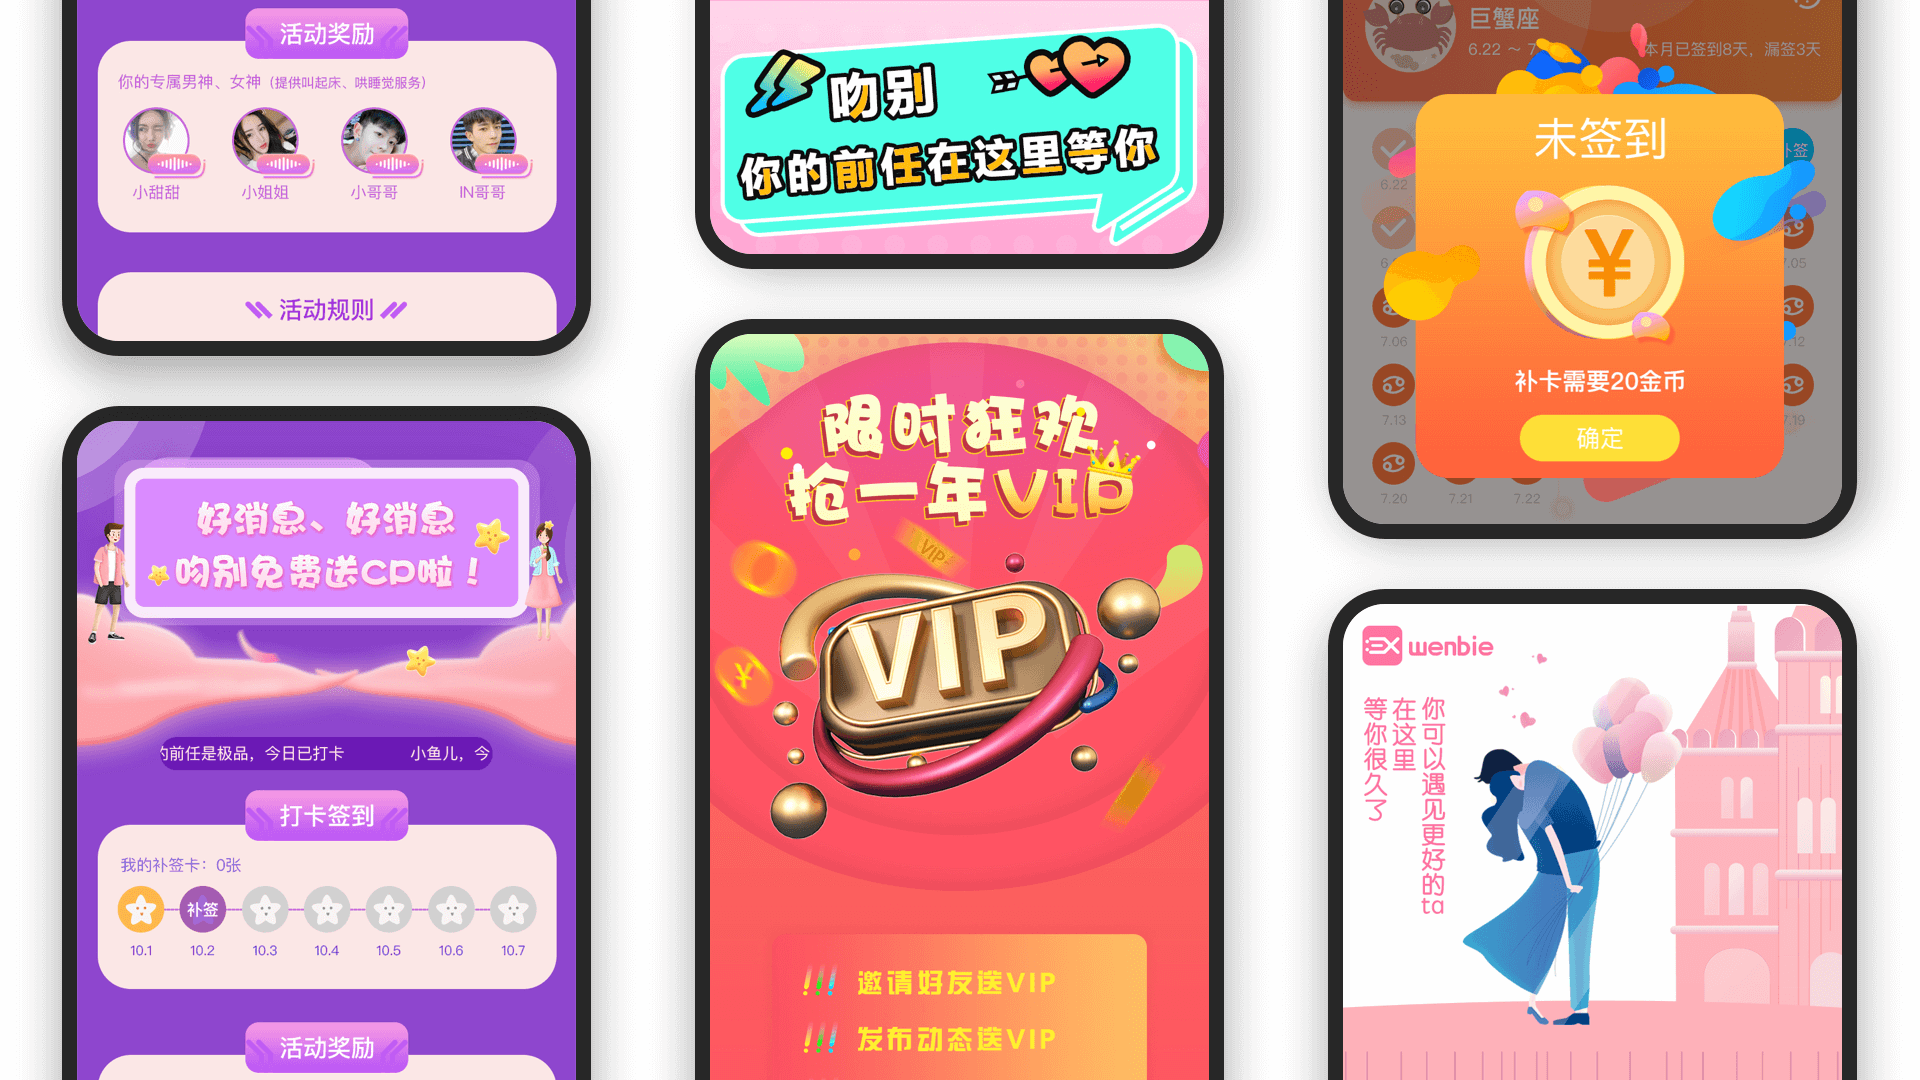 活动奖励
你的专属男神、女神（提供叫起床、哄睡觉服务）
小甜甜 小姐姐 小哥哥 IN哥哥
活动规则
好消息、好消息
吻别免费送CP啦！
的前任是极品，今日已打卡 小鱼儿，今
打卡签到
我的补签卡：0张
补签
10.1 10.2 10.3 10.4 10.5 10.6 10.7
活动奖励
吻别
你的前任在这里等你
限时狂欢
抢一年VIP
VIP
VIP
¥
邀请好友送VIP
发布动态送VIP
巨蟹座
6.22 ~ 7
本月已签到8天，漏签3天
未签到
补签
6.22
¥
.05
7.06
.12
补卡需要20金币
7.13
7.19
确定
7.20 7.21 7.22
EX wenbie
你可以遇见更好的ta
在这里
等你很久了